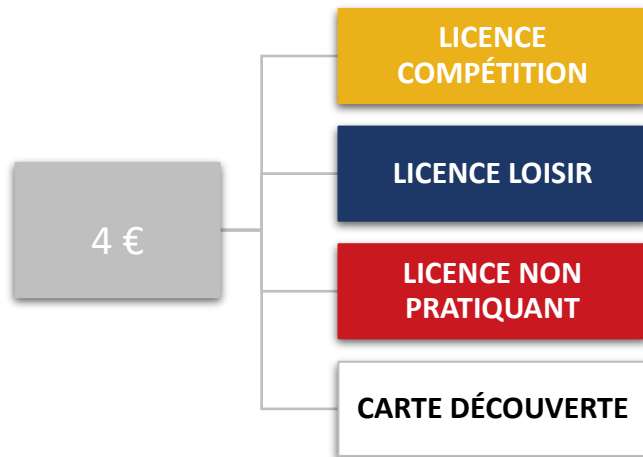 4 €
LICENCE
COMPÉTITION
LICENCE LOISIR
LICENCE NON
PRATIQUANT
CARTE DÉCOUVERTE